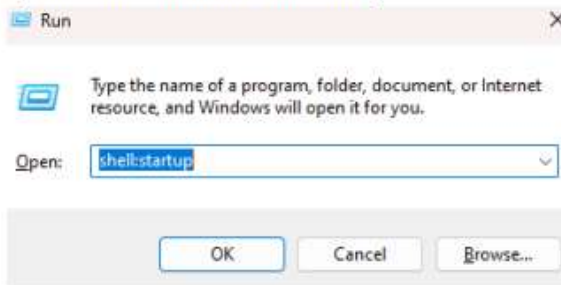 Run
Type the name of a program, folder, document, or Internet
resource, and Windows will open it for you.
Open:
shell:startup
OK
Cancel
Browse...